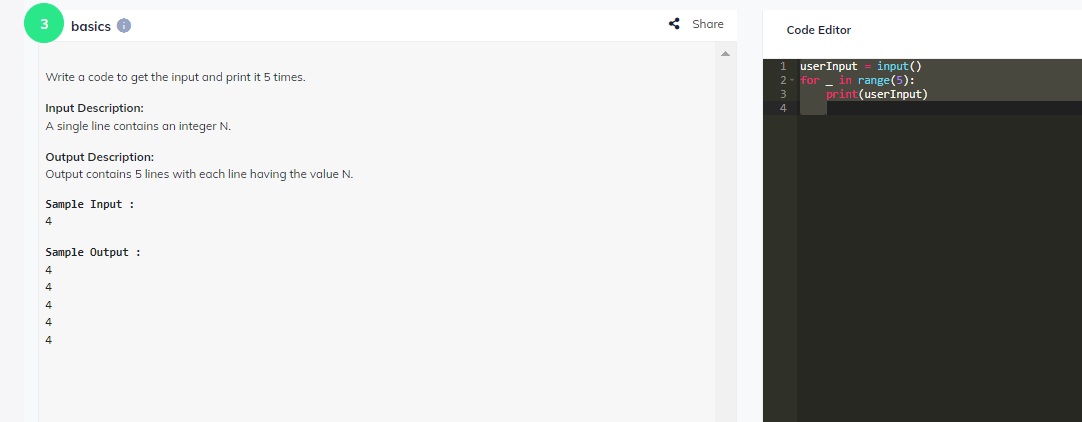 3
basics
Share
Write a code to get the input and print it 5 times.
Input Description:
A single line contains an integer N.
Output Description:
Output contains 5 lines with each line having the value N.
Sample Input :
4
Sample Output :
4
4
4
4
4
Code Editor
1 userInput = input()
2 for _ in range(5):
3 print(userInput)
4